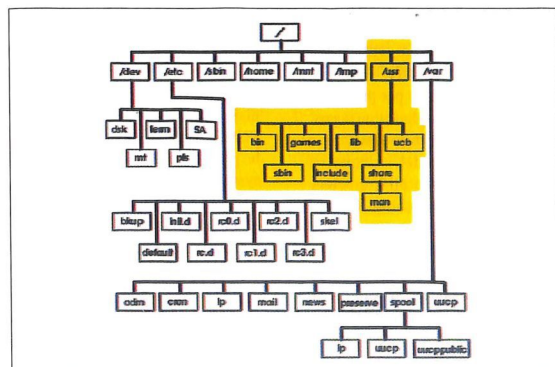 /
/dev /etc /sbin /home /mnt /tmp /usr /var
dsk term SA
mt pts
bin games lib ucb
sbin include share
man
bkup init.d rc0.d rc2.d skel
default rc.d rc1.d rc3.d
adm cron lp mail news preserve spool uucp
lp uucp uucppublic